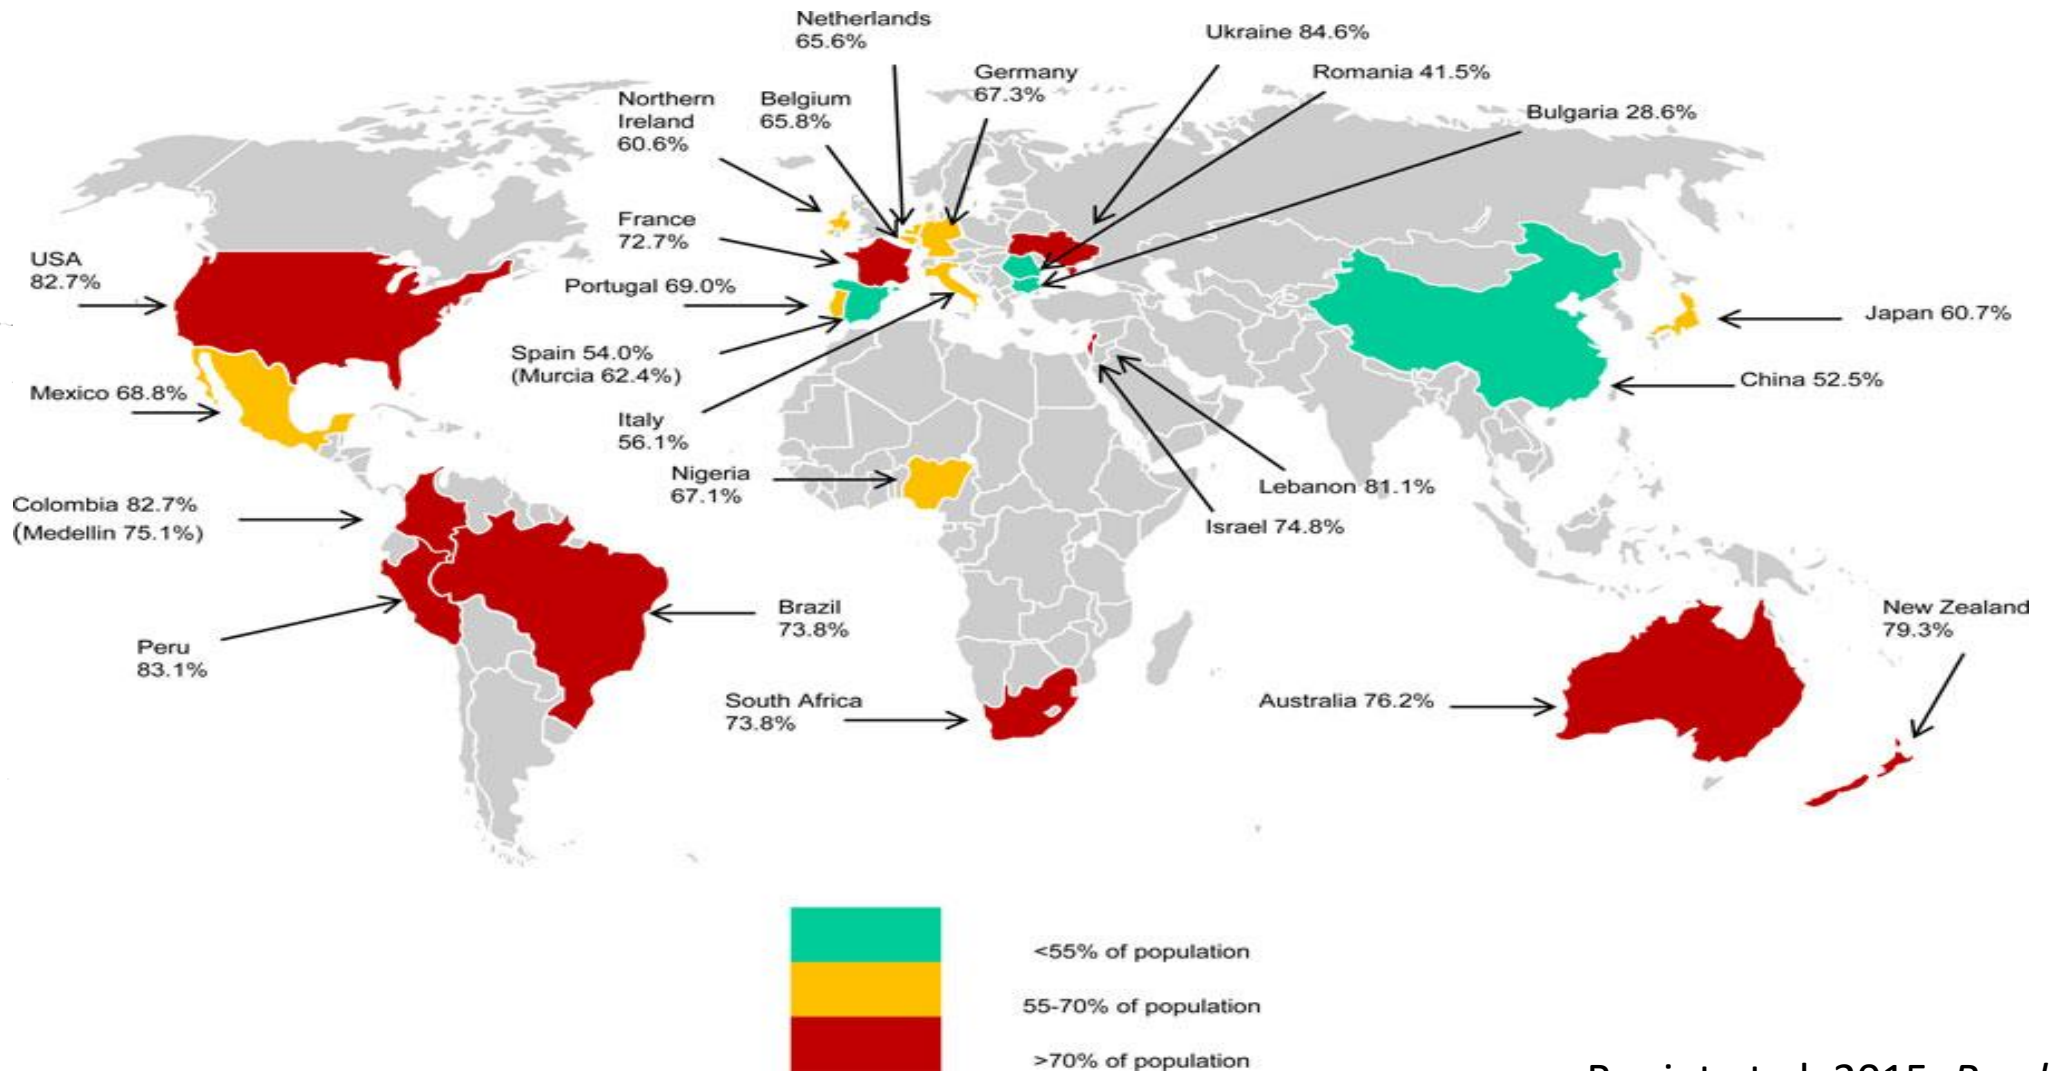 Netherlands
65.6%
Ukraine 84.6%
Germany
67.3%
Romania 41.5%
Northern
Ireland
60.6%
Belgium
65.8%
Bulgaria 28.6%
France
72.7%
USA
82.7%
Portugal 69.0%
Japan 60.7%
Spain 54.0%
(Murcia 62.4%)
China 52.5%
Mexico 68.8%
Italy
56.1%
Nigeria
67.1%
Lebanon 81.1%
Colombia 82.7%
(Medellin 75.1%)
Israel 74.8%
Brazil
73.8%
New Zealand
79.3%
Peru
83.1%
South Africa
73.8%
Australia 76.2%
<55% of population
55-70% of population
>70% of population
2015